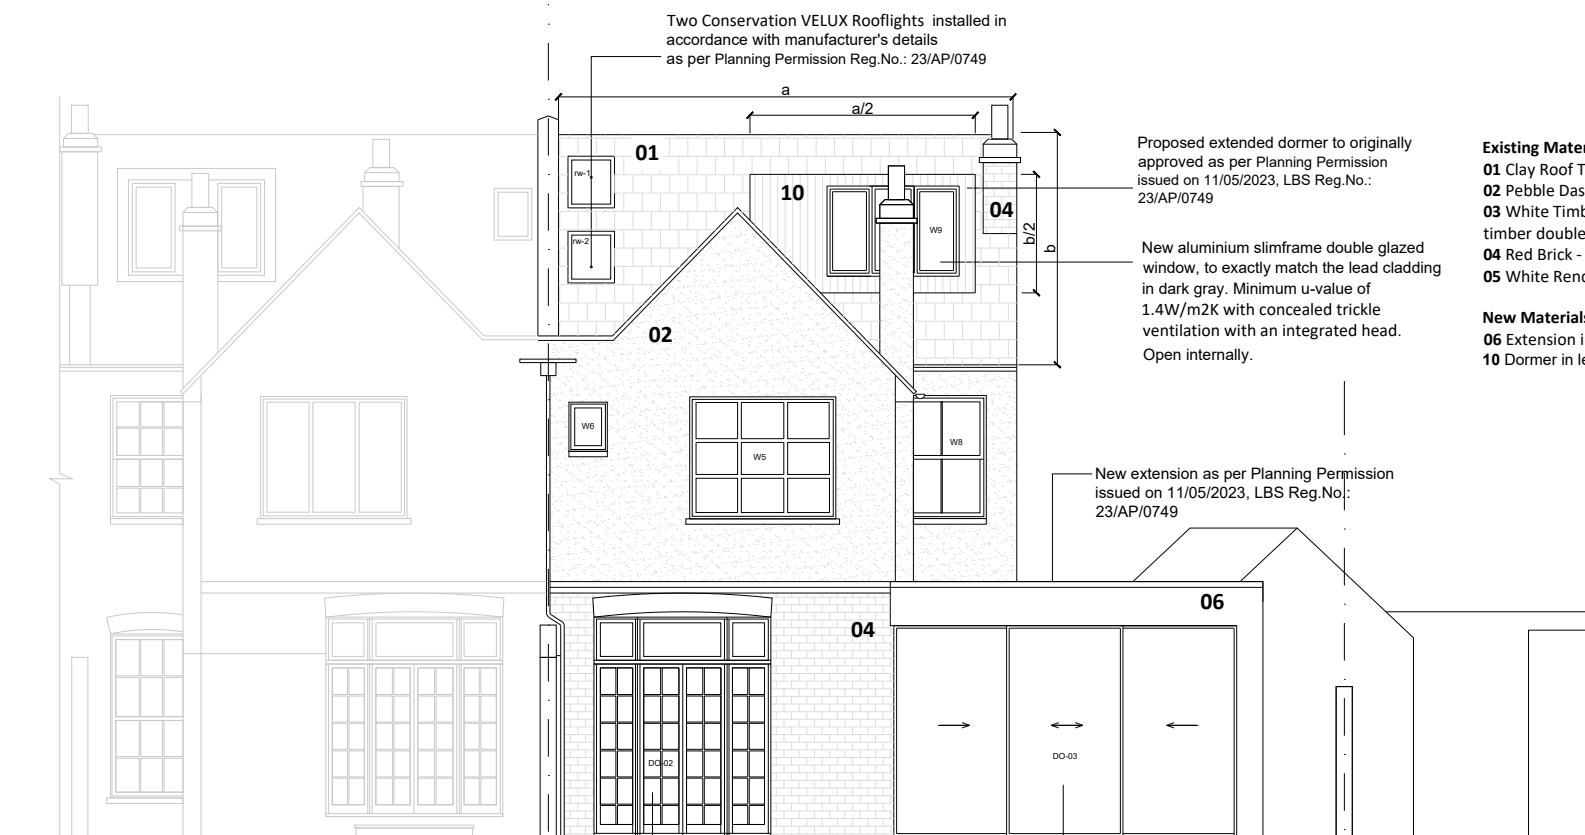 Two Conservation VELUX Rooflights installed in
accordance with manufacturer's details
as per Planning Permission Reg.No.: 23/AP/0749
a
a/2
01
rw-1
rw-2
10
04
W9
b/2
b
Proposed extended dormer to originally
approved as per Planning Permission
issued on 11/05/2023, LBS Reg.No.:
23/AP/0749
New aluminium slimframe double glazed
window, to exactly match the lead cladding
in dark gray. Minimum u-value of
1.4W/m2K with concealed trickle
ventilation with an integrated head.
Open internally.
Existing Mater
01 Clay Roof T
02 Pebble Das
03 White Timb
timber double
04 Red Brick -
05 White Rend
New Materials
06 Extension i
10 Dormer in le
02
W6
W5
W8
New extension as per Planning Permission
issued on 11/05/2023, LBS Reg.No.:
23/AP/0749
06
04
DO-02
DO-03